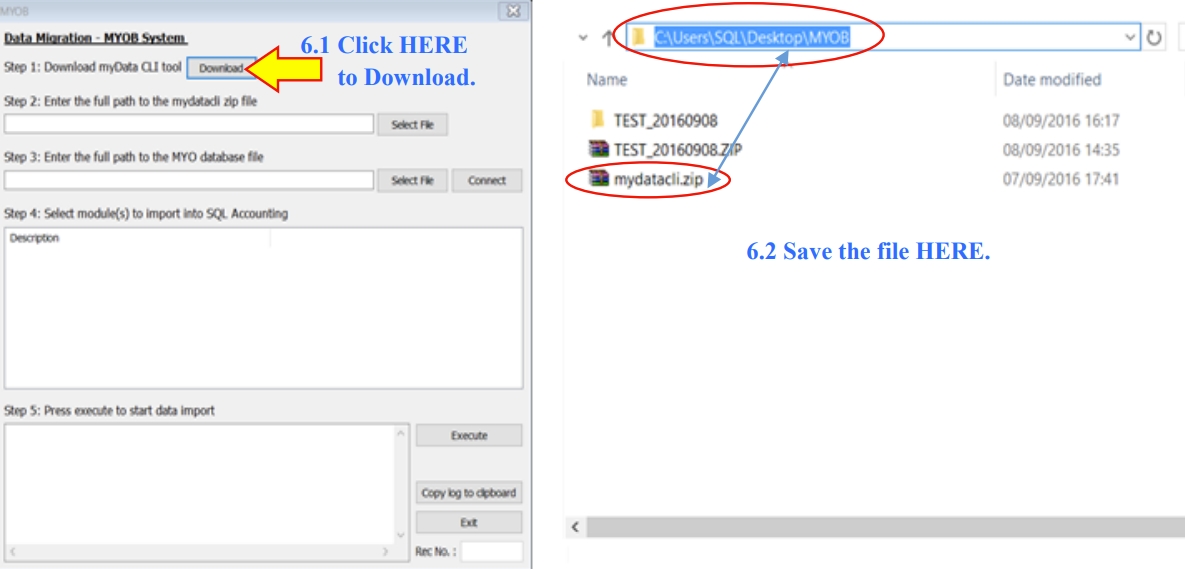 MYOB
Data Migration - MYOB System
Step 1: Download myData CLI tool
Download
6.1 Click HERE
to Download.
Step 2: Enter the full path to the mydatacli zip file
Select File
Step 3: Enter the full path to the MYO database file
Select File
Connect
Step 4: Select module(s) to import into SQL Accounting
Description
Step 5: Press execute to start data import
Execute
Copy log to clipboard
Exit
Rec No. :
C:\Users\SQL\Desktop\MYOB
Name Date modified
TEST_20160908 08/09/2016 16:17
TEST_20160908.ZIP 08/09/2016 14:35
mydatacli.zip 07/09/2016 17:41
6.2 Save the file HERE.